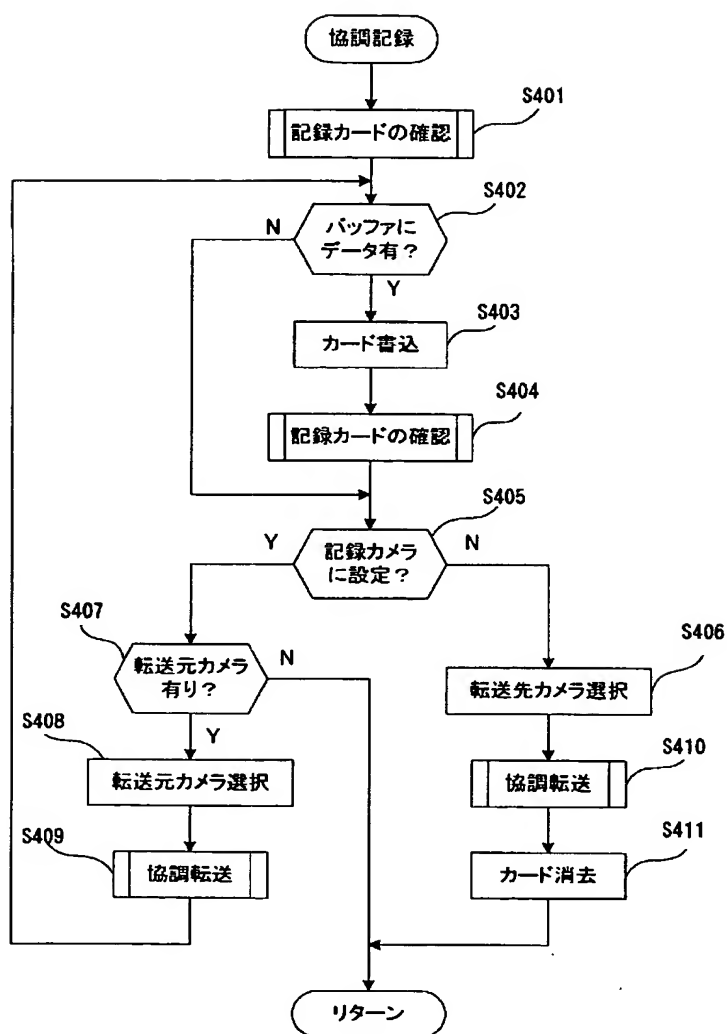 協調記録
S401
記録カードの確認
S402
バッファに
データ有？
N
Y
S403
カード書込
S404
記録カードの確認
S405
記録カメラ
に設定？
Y
N
S407
転送元カメラ
有り？
N
Y
S406
転送先カメラ選択
S408
転送元カメラ選択
S410
協調転送
S409
協調転送
S411
カード消去
リターン